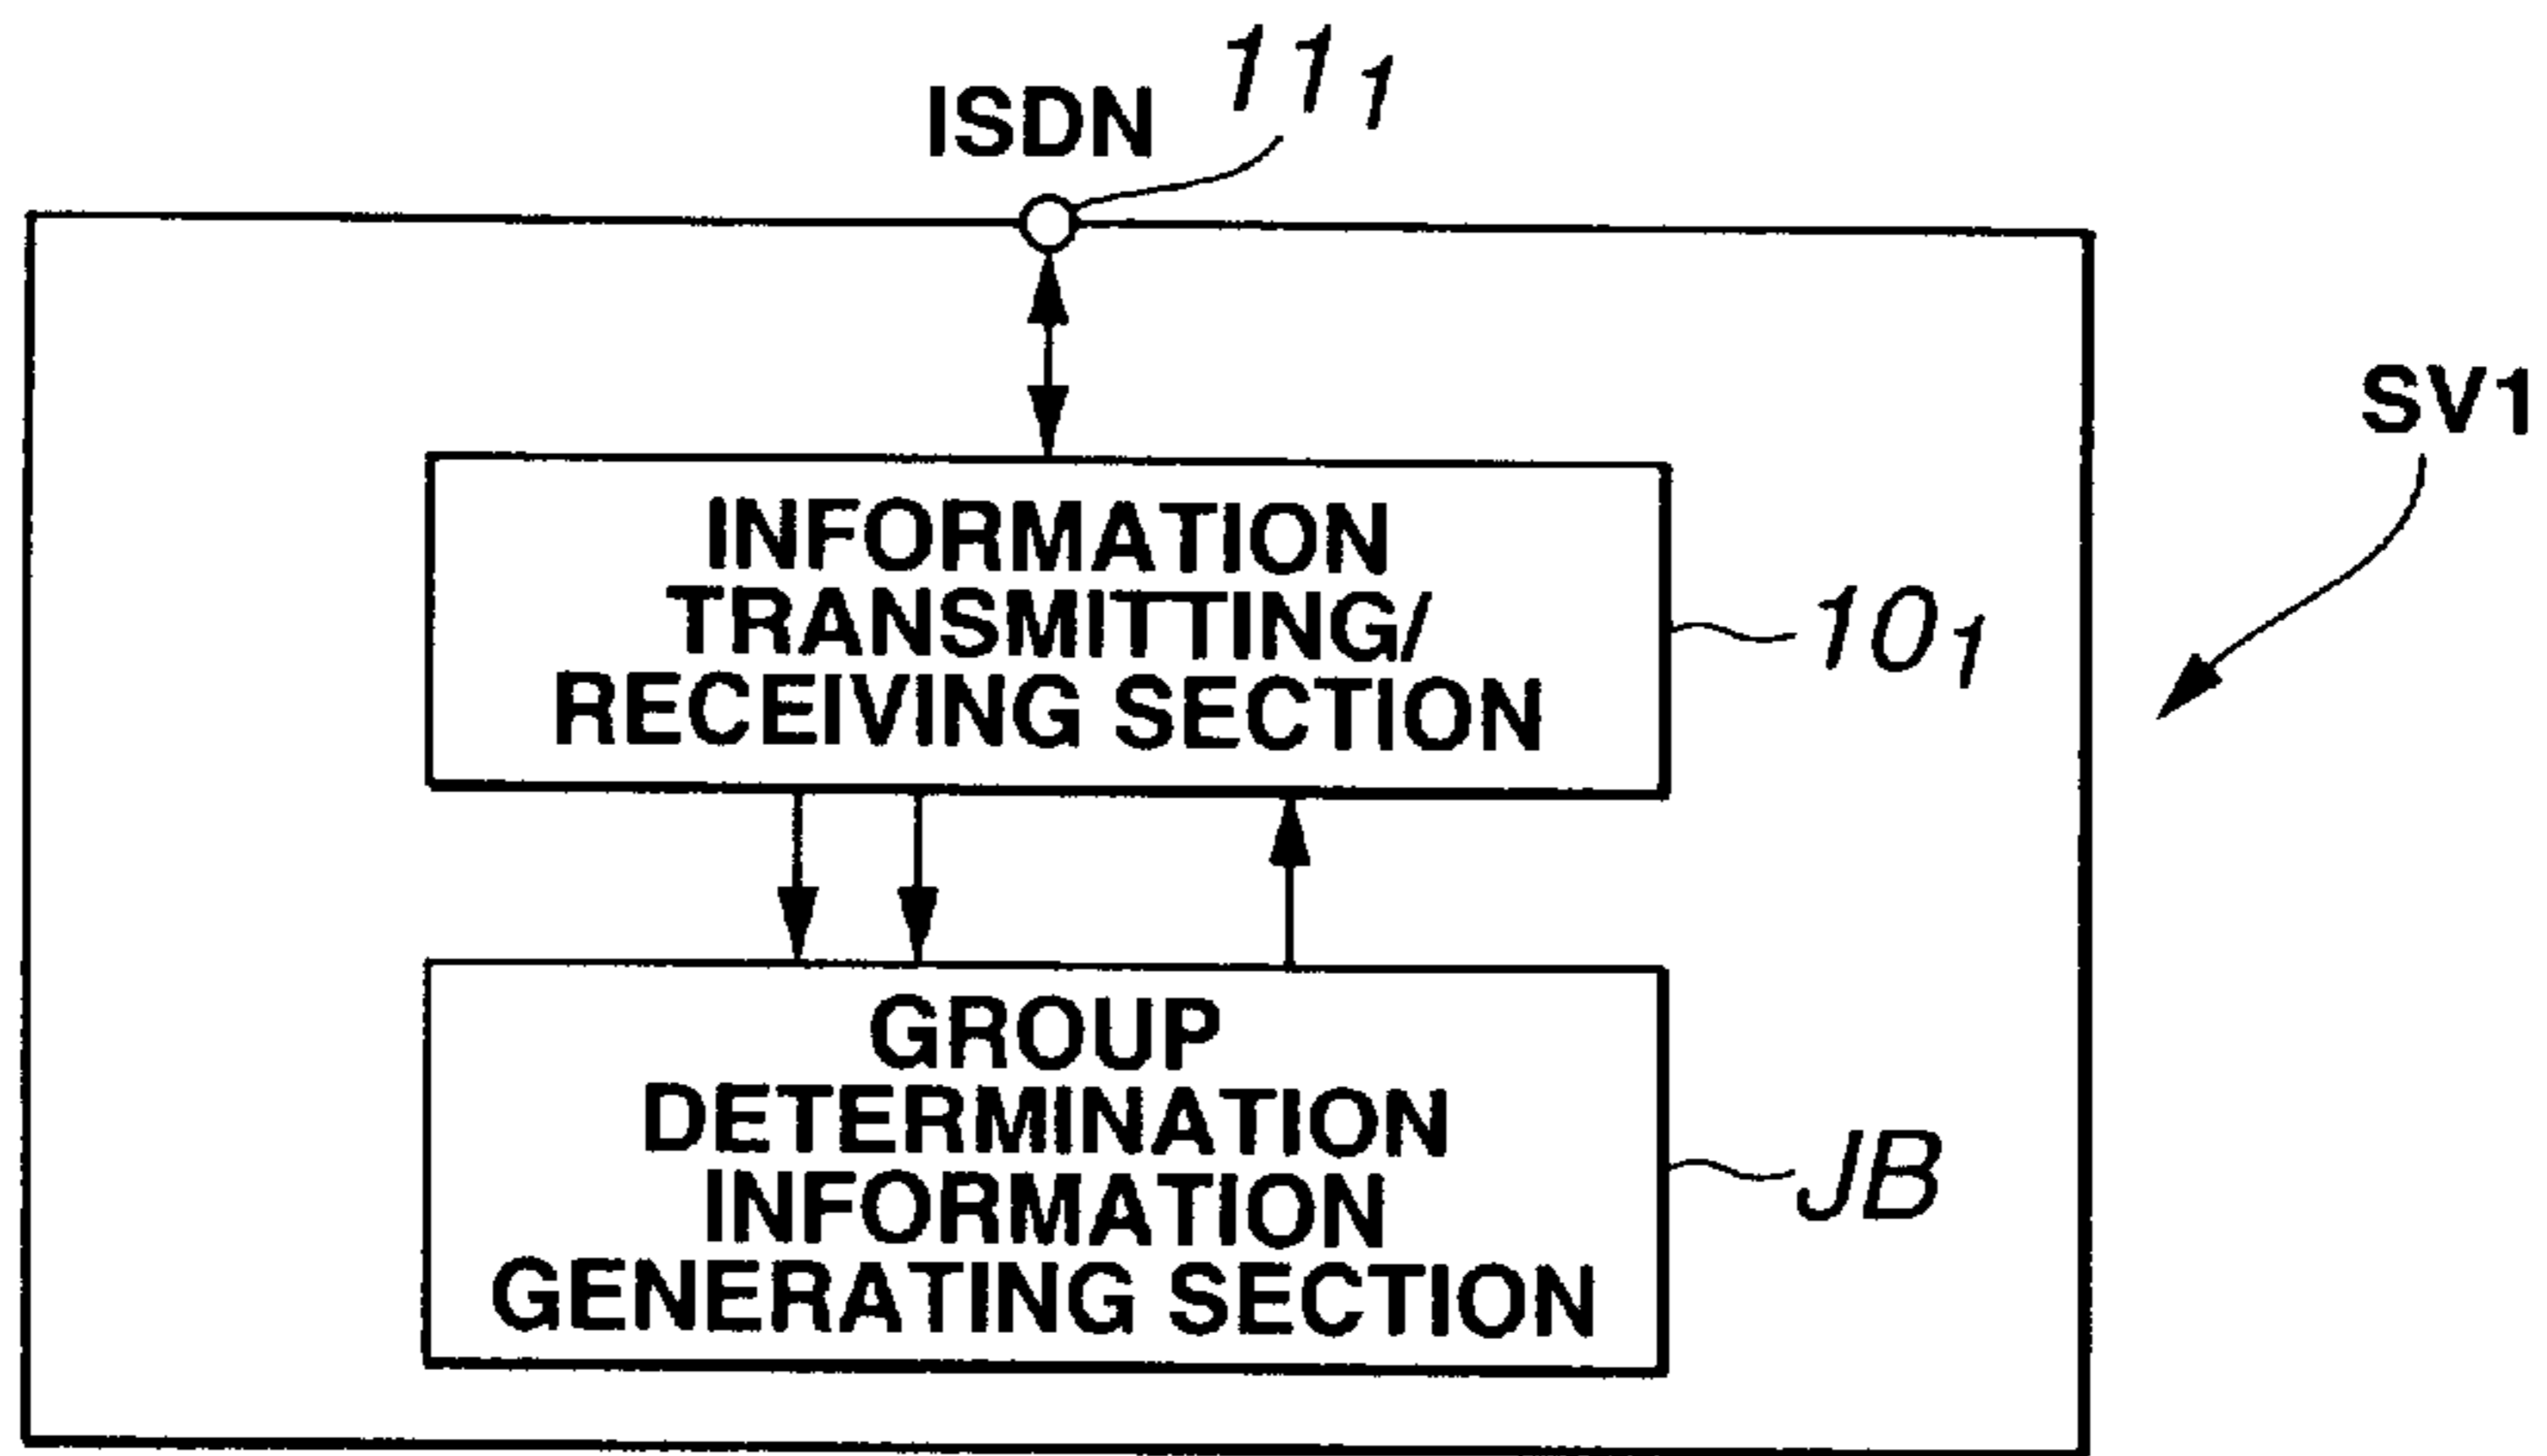 11₁
ISDN
SV1
INFORMATION
TRANSMITTING/
RECEIVING SECTION
10₁
GROUP
DETERMINATION
INFORMATION
GENERATING SECTION
JB